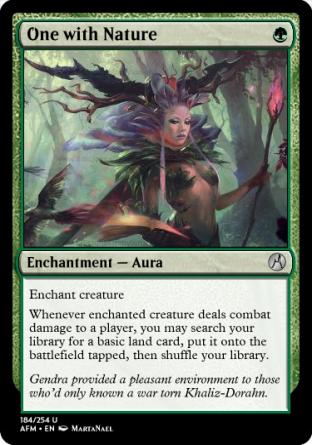 One with Nature
Enchantment — Aura
Enchant creature
Whenever enchanted creature deals combat
damage to a player, you may search your
library for a basic land card, put it onto the
battlefield tapped, then shuffle your library.
Gendra provided a pleasant environment to those
who'd only known a war torn Khaliz-Dorahn.
184/254 U
AFM • EN MartaNael